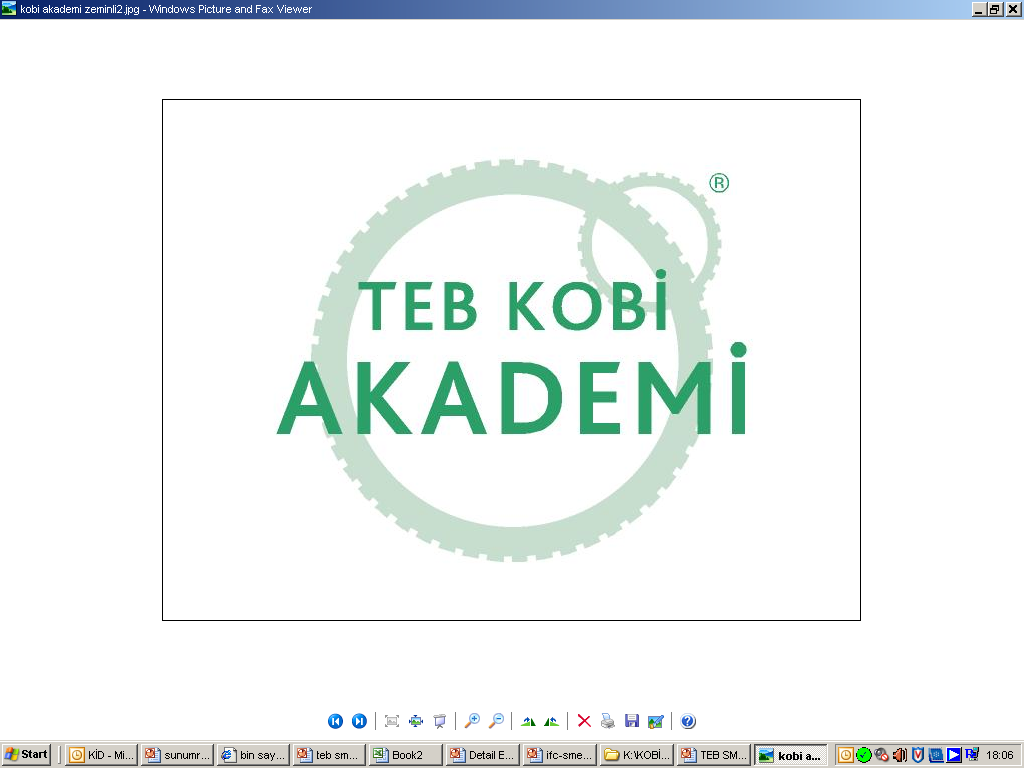 kobi akademi zeminli2.jpg - Windows Picture and Fax Viewer
®
TEB KOBİ
AKADEMİ
Start
KİD - Mi...
sunumr...
bin say...
teb sm...
Book2
Detail E...
ifc-sme...
K:\KOBİ...
TEB SM...
kobi a...
18:06